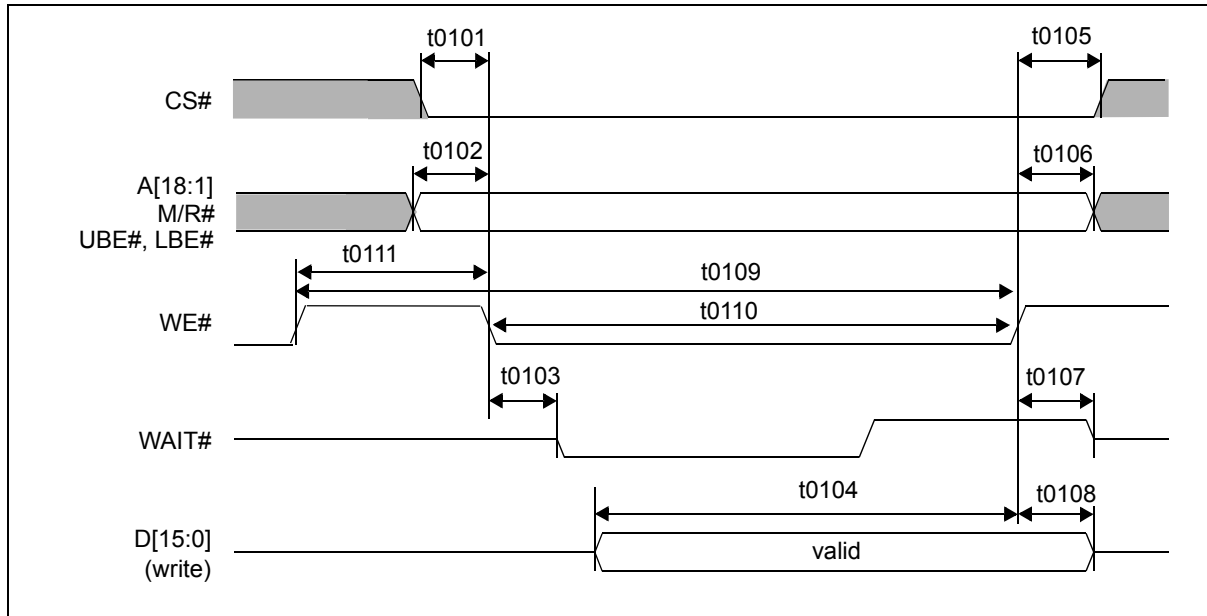 t0101
t0105
CS#
t0102
t0106
A[18:1]
M/R#
UBE#, LBE#
t0111
t0109
t0110
WE#
t0103
t0107
WAIT#
t0104
t0108
D[15:0]
(write)
valid